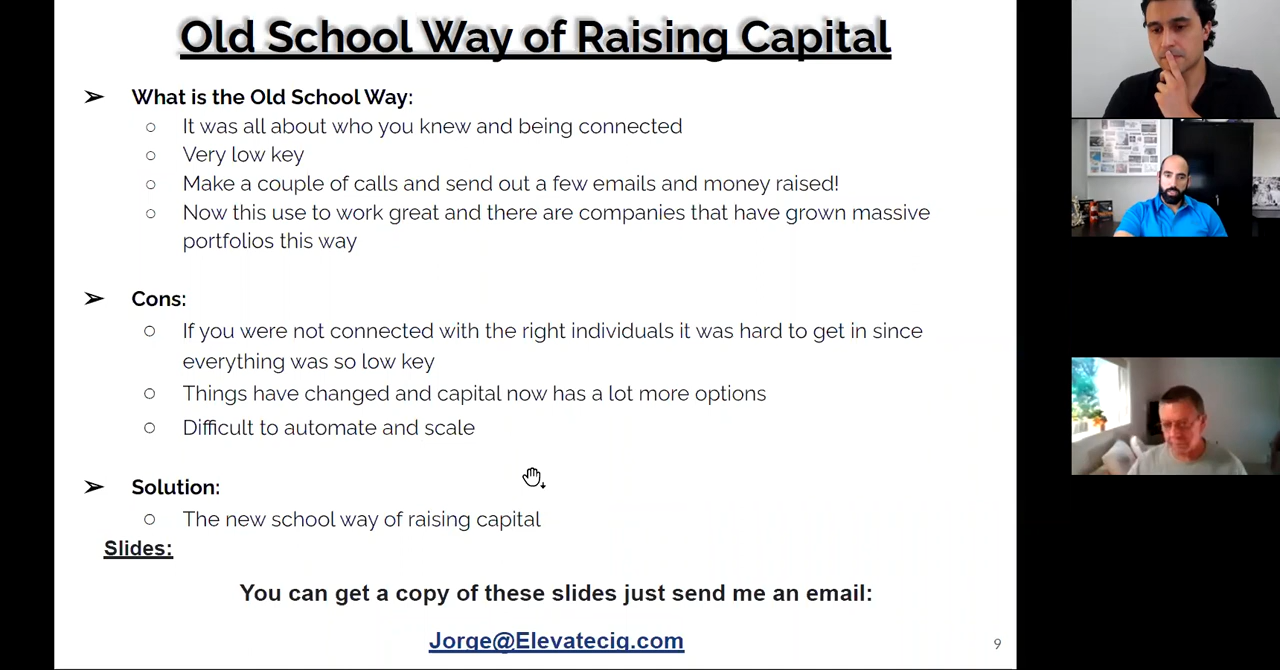 Old School Way of Raising Capital
➢ What is the Old School Way:
○ It was all about who you knew and being connected
○ Very low key
○ Make a couple of calls and send out a few emails and money raised!
○ Now this use to work great and there are companies that have grown massive
portfolios this way
➢ Cons:
○ If you were not connected with the right individuals it was hard to get in since
everything was so low key
○ Things have changed and capital now has a lot more options
○ Difficult to automate and scale
➢ Solution:
○ The new school way of raising capital
Slides:
You can get a copy of these slides just send me an email:
Jorge@Elevateciq.com
9